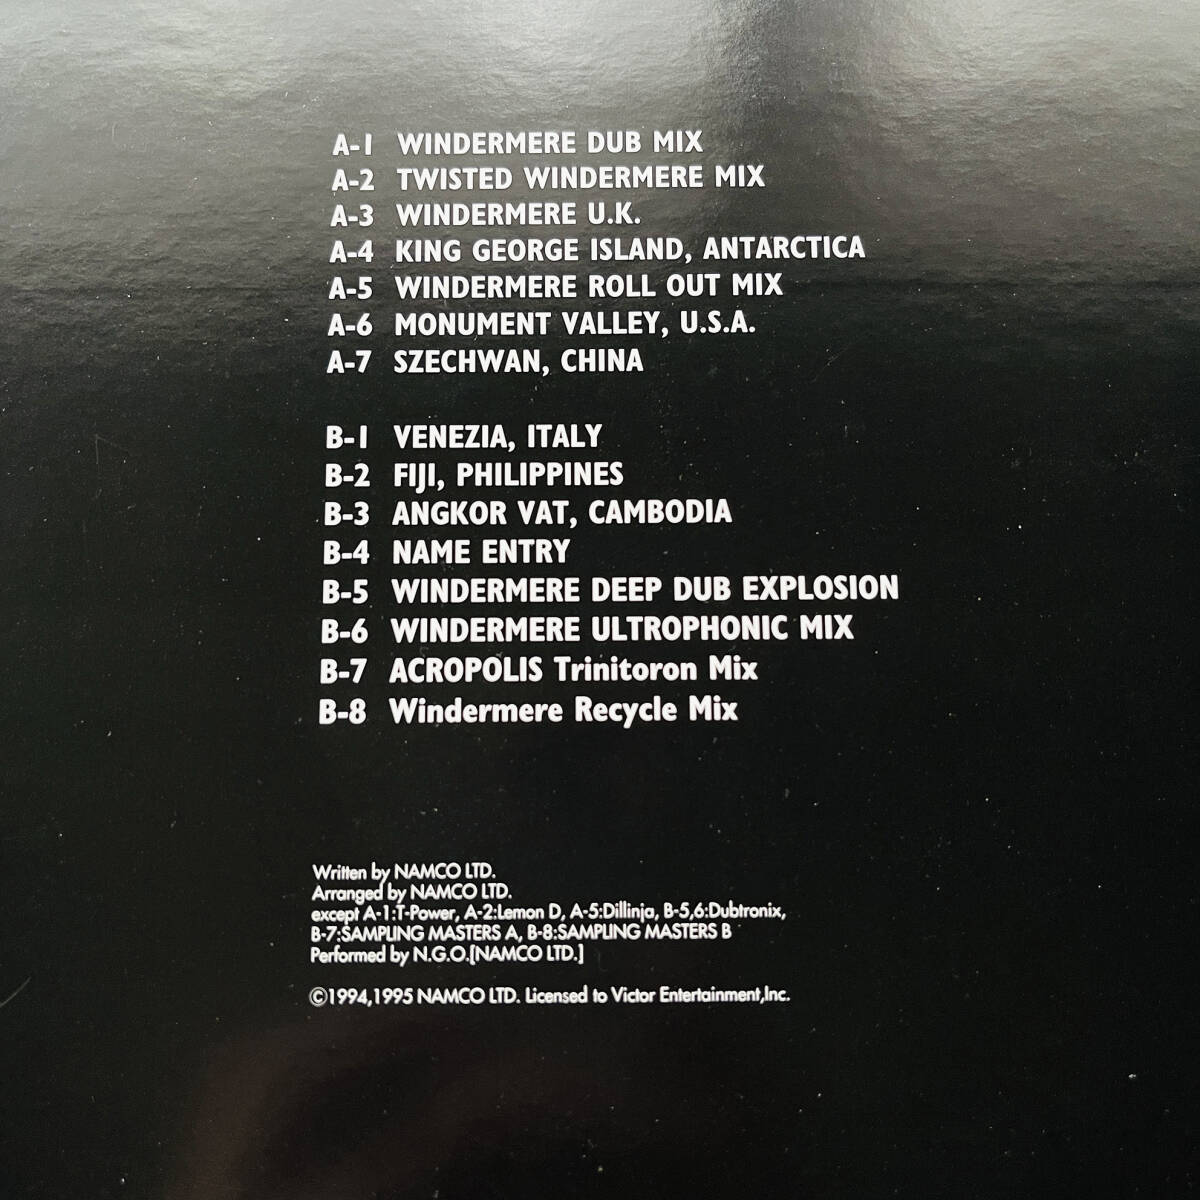 A-1 WINDERMERE DUB MIX
A-2 TWISTED WINDERMERE MIX
A-3 WINDERMERE U.K.
A-4 KING GEORGE ISLAND, ANTARCTICA
A-5 WINDERMERE ROLL OUT MIX
A-6 MONUMENT VALLEY, U.S.A.
A-7 SZECHWAN, CHINA
B-1 VENEZIA, ITALY
B-2 FIJI, PHILIPPINES
B-3 ANGKOR VAT, CAMBODIA
B-4 NAME ENTRY
B-5 WINDERMERE DEEP DUB EXPLOSION
B-6 WINDERMERE ULTROPHONIC MIX
B-7 ACROPOLIS Trinitoron Mix
B-8 Windermere Recycle Mix
Written by NAMCO LTD.
Arranged by NAMCO LTD.
except A-1:T-Power, A-2:Lemon D, A-5:Dillinja, B-5,6:Dubtronix,
B-7:SAMPLING MASTERS A, B-8:SAMPLING MASTERS B
Performed by N.G.O.[NAMCO LTD.]
©1994,1995 NAMCO LTD. Licensed to Victor Entertainment,Inc.